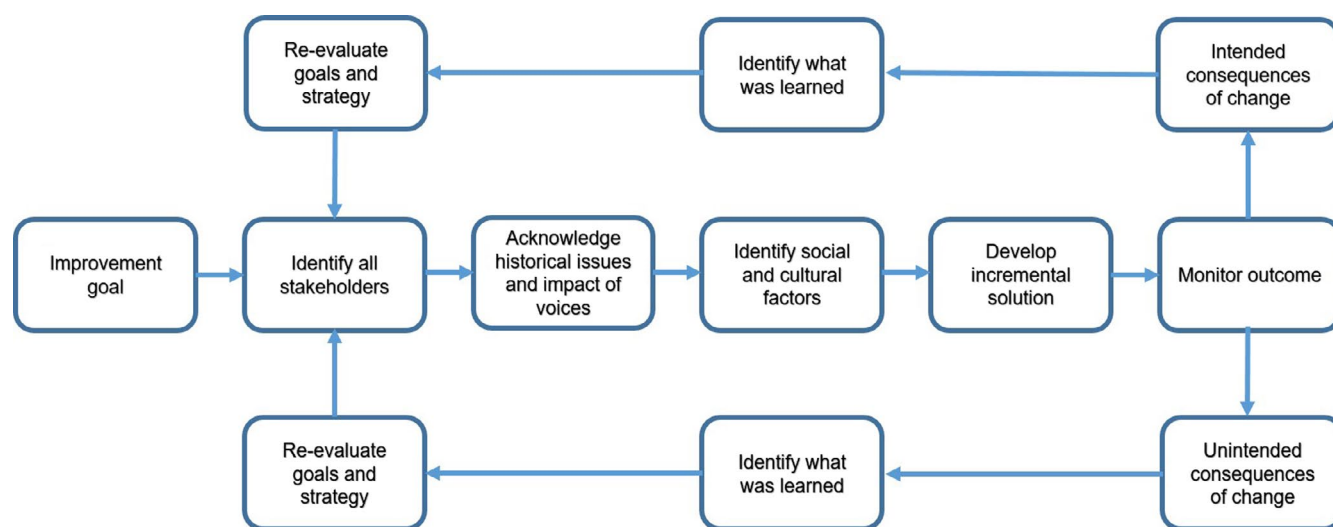 Re-evaluate
goals and
strategy
Identify what
was learned
Intended
consequences
of change
Improvement
goal
Identify all
stakeholders
Acknowledge
historical issues
and impact of
voices
Identify social
and cultural
factors
Develop
incremental
solution
Monitor outcome
Re-evaluate
goals and
strategy
Identify what
was learned
Unintended
consequences
of change